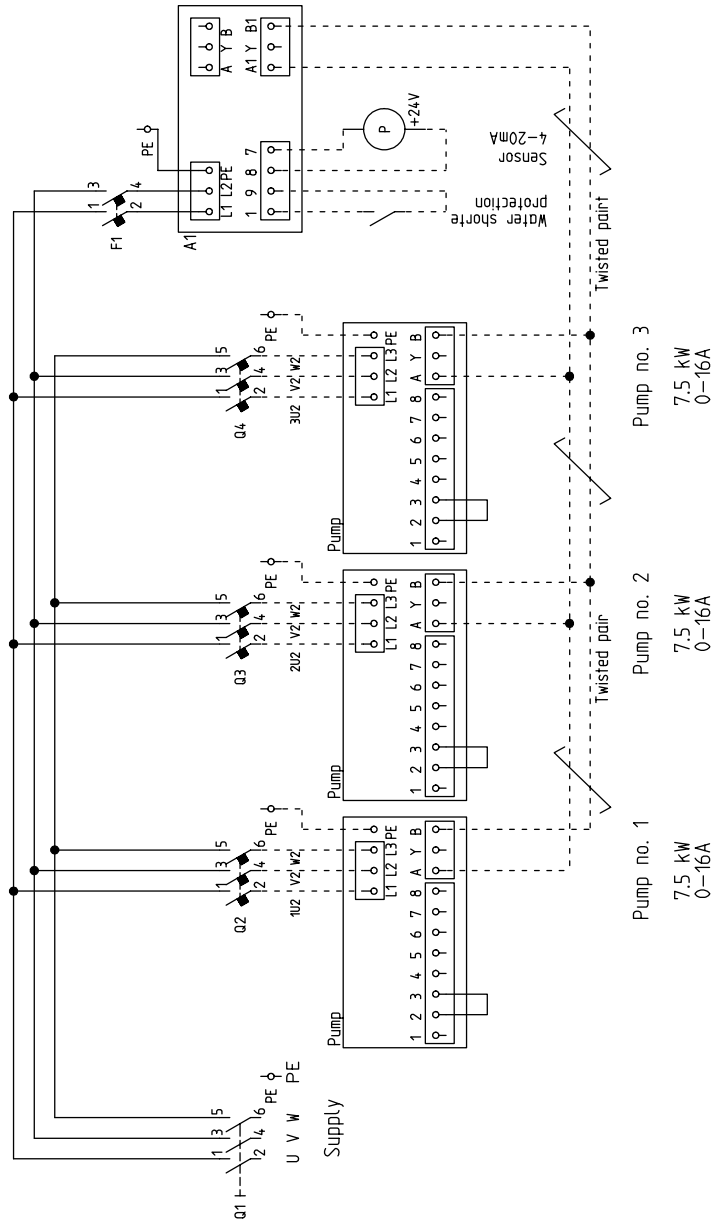 Q1
1 3 5
2 4 6
PE
U V W PE
Supply
Q2
1 3 5
2 4 6
PE
1U2 V2 W2
Pump
L1 L2 L3 PE
1 2 3 4 5 6 7 8 A Y B
Pump no. 1
7.5 kW
0-16A
Q3
1 3 5
2 4 6
PE
2U2 V2 W2
Pump
L1 L2 L3 PE
1 2 3 4 5 6 7 8 A Y B
Twisted pair
Pump no. 2
7.5 kW
0-16A
Q4
1 3 5
2 4 6
PE
3U2 V2 W2
Pump
L1 L2 L3 PE
1 2 3 4 5 6 7 8 A Y B
Twisted pairt
Pump no. 3
7.5 kW
0-16A
F1
1 3
2 4
PE
A1
L1 L2 PE
A Y B
1 9 8 7
A1 Y B1
P
+24V
Water shorte
protection
Sensor
4-20mA